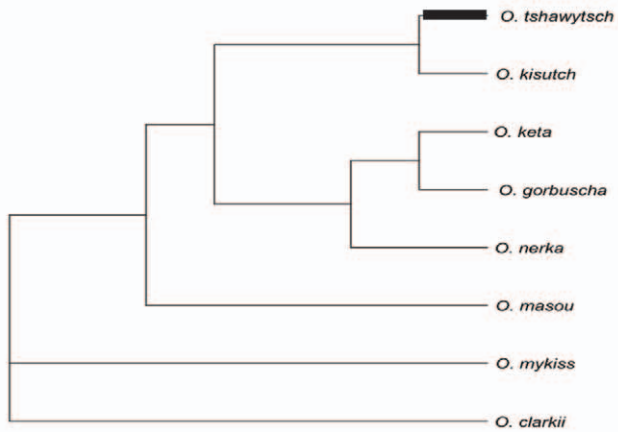 O. tshawytsch
O. kisutch
O. keta
O. gorbuscha
O. nerka
O. masou
O. mykiss
O. clarkii